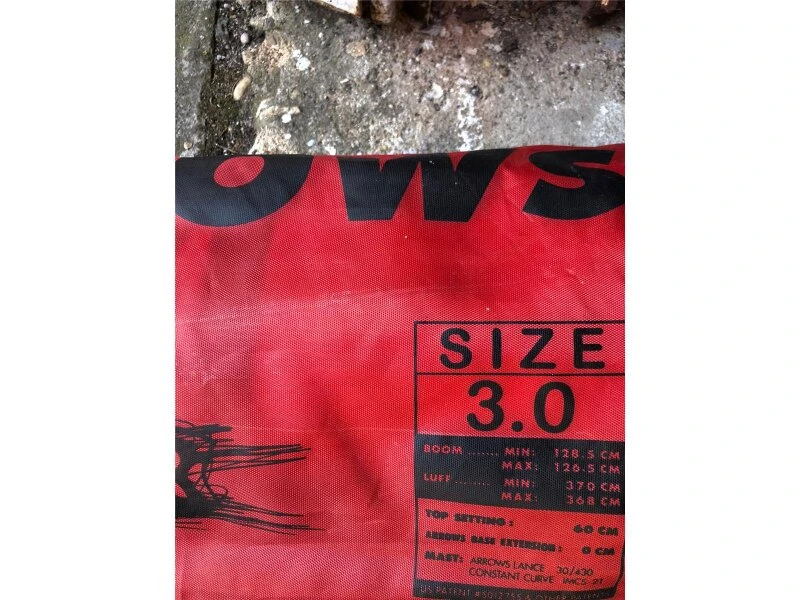 OWS
SIZE
3.0
BOOM ....... MIN: 128.5 CM
MAX: 126.5 CM
LUFF ........ MIN: 370 CM
MAX: 368 CM
TOP SETTING: 60 CM
ARROWS BASE EXTENSION: 0 CM
MAST: ARROWS LANCE 30/430
CONSTANT CURVE IMCS 21
US PATENT